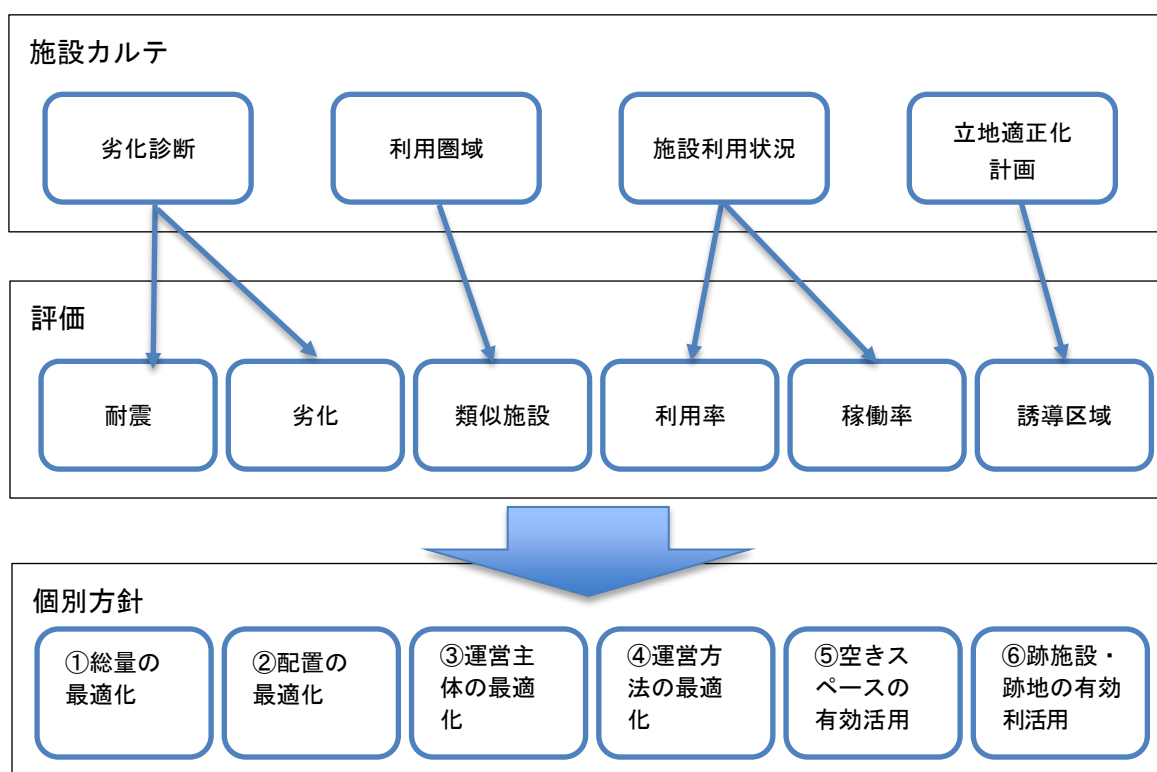 施設カルテ
劣化診断
利用圏域
施設利用状況
立地適正化
計画
評価
耐震
劣化
類似施設
利用率
稼働率
誘導区域
個別方針
①総量の
最適化
②配置の
最適化
③運営主
体の最適
化
④運営方
法の最適
化
⑤空きス
ペースの
有効活用
⑥跡施設・
跡地の有効
利活用